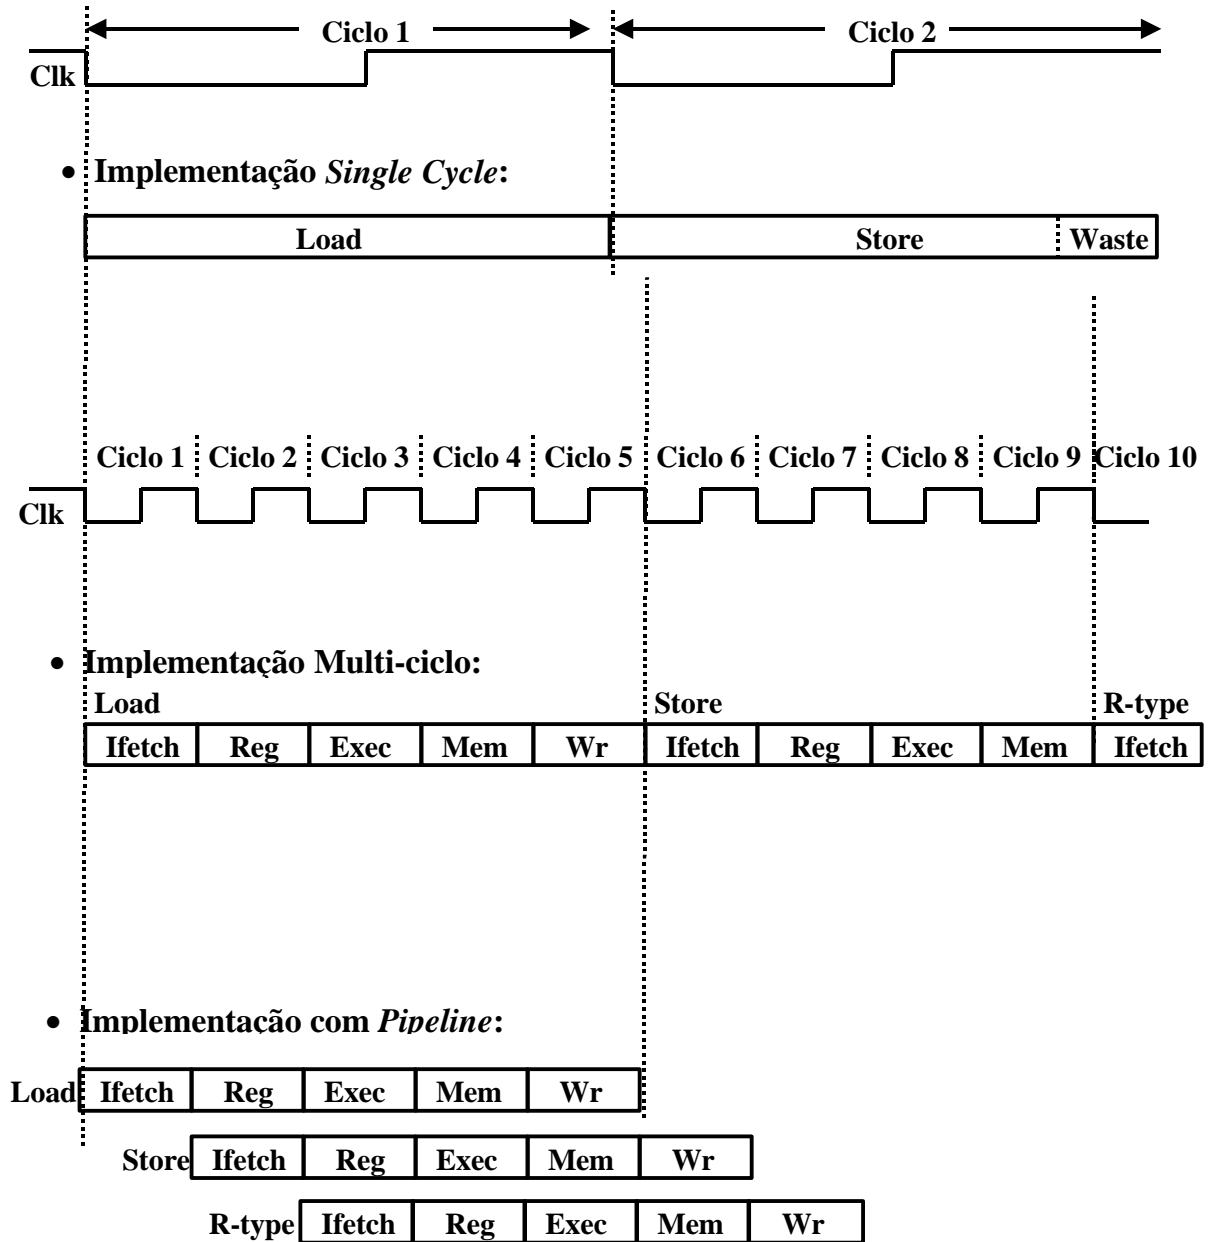 Ciclo 1 Ciclo 2
Clk
• Implementação Single Cycle:
Load Store Waste
Ciclo 1 Ciclo 2 Ciclo 3 Ciclo 4 Ciclo 5 Ciclo 6 Ciclo 7 Ciclo 8 Ciclo 9 Ciclo 10
Clk
• Implementação Multi-ciclo:
Load Store R-type
Ifetch Reg Exec Mem Wr Ifetch Reg Exec Mem Ifetch
• Implementação com Pipeline:
Load Ifetch Reg Exec Mem Wr
Store Ifetch Reg Exec Mem Wr
R-type Ifetch Reg Exec Mem Wr